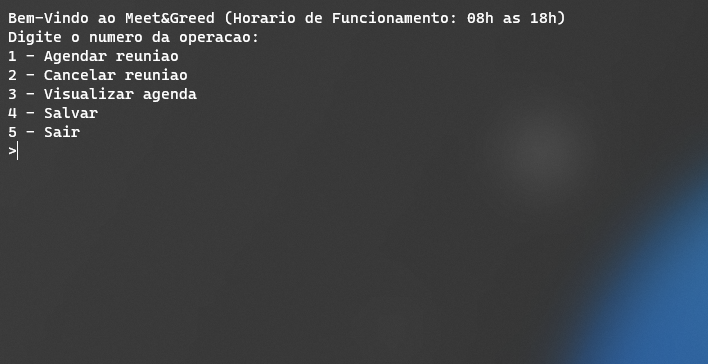 Bem-Vindo ao Meet&Greed (Horario de Funcionamento: 08h as 18h)
Digite o numero da operacao:
1 - Agendar reuniao
2 - Cancelar reuniao
3 - Visualizar agenda
4 - Salvar
5 - Sair
>